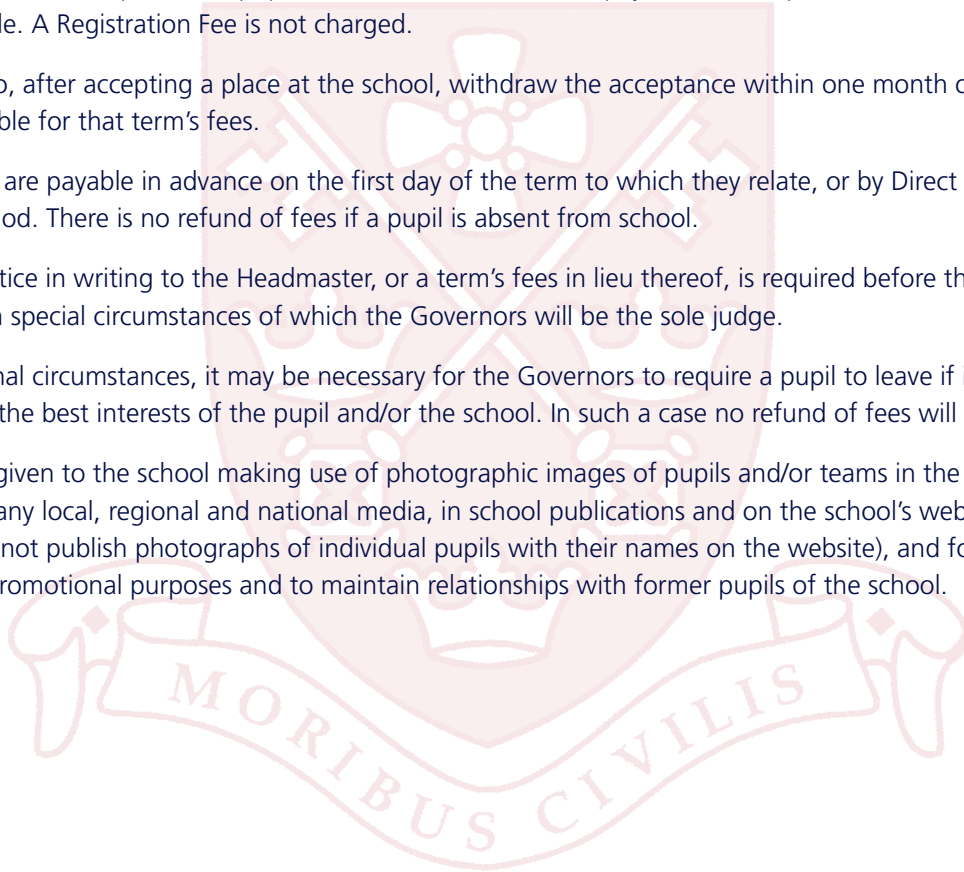 le. A Registration Fee is not charged.
o, after accepting a place at the school, withdraw the acceptance within one month o
ble for that term’s fees.
are payable in advance on the first day of the term to which they relate, or by Direct
od. There is no refund of fees if a pupil is absent from school.
tice in writing to the Headmaster, or a term’s fees in lieu thereof, is required before th
n special circumstances of which the Governors will be the sole judge.
nal circumstances, it may be necessary for the Governors to require a pupil to leave if i
the best interests of the pupil and/or the school. In such a case no refund of fees will
given to the school making use of photographic images of pupils and/or teams in the
any local, regional and national media, in school publications and on the school’s web
not publish photographs of individual pupils with their names on the website), and fo
romotional purposes and to maintain relationships with former pupils of the school.
MORIBUS CIVILIS